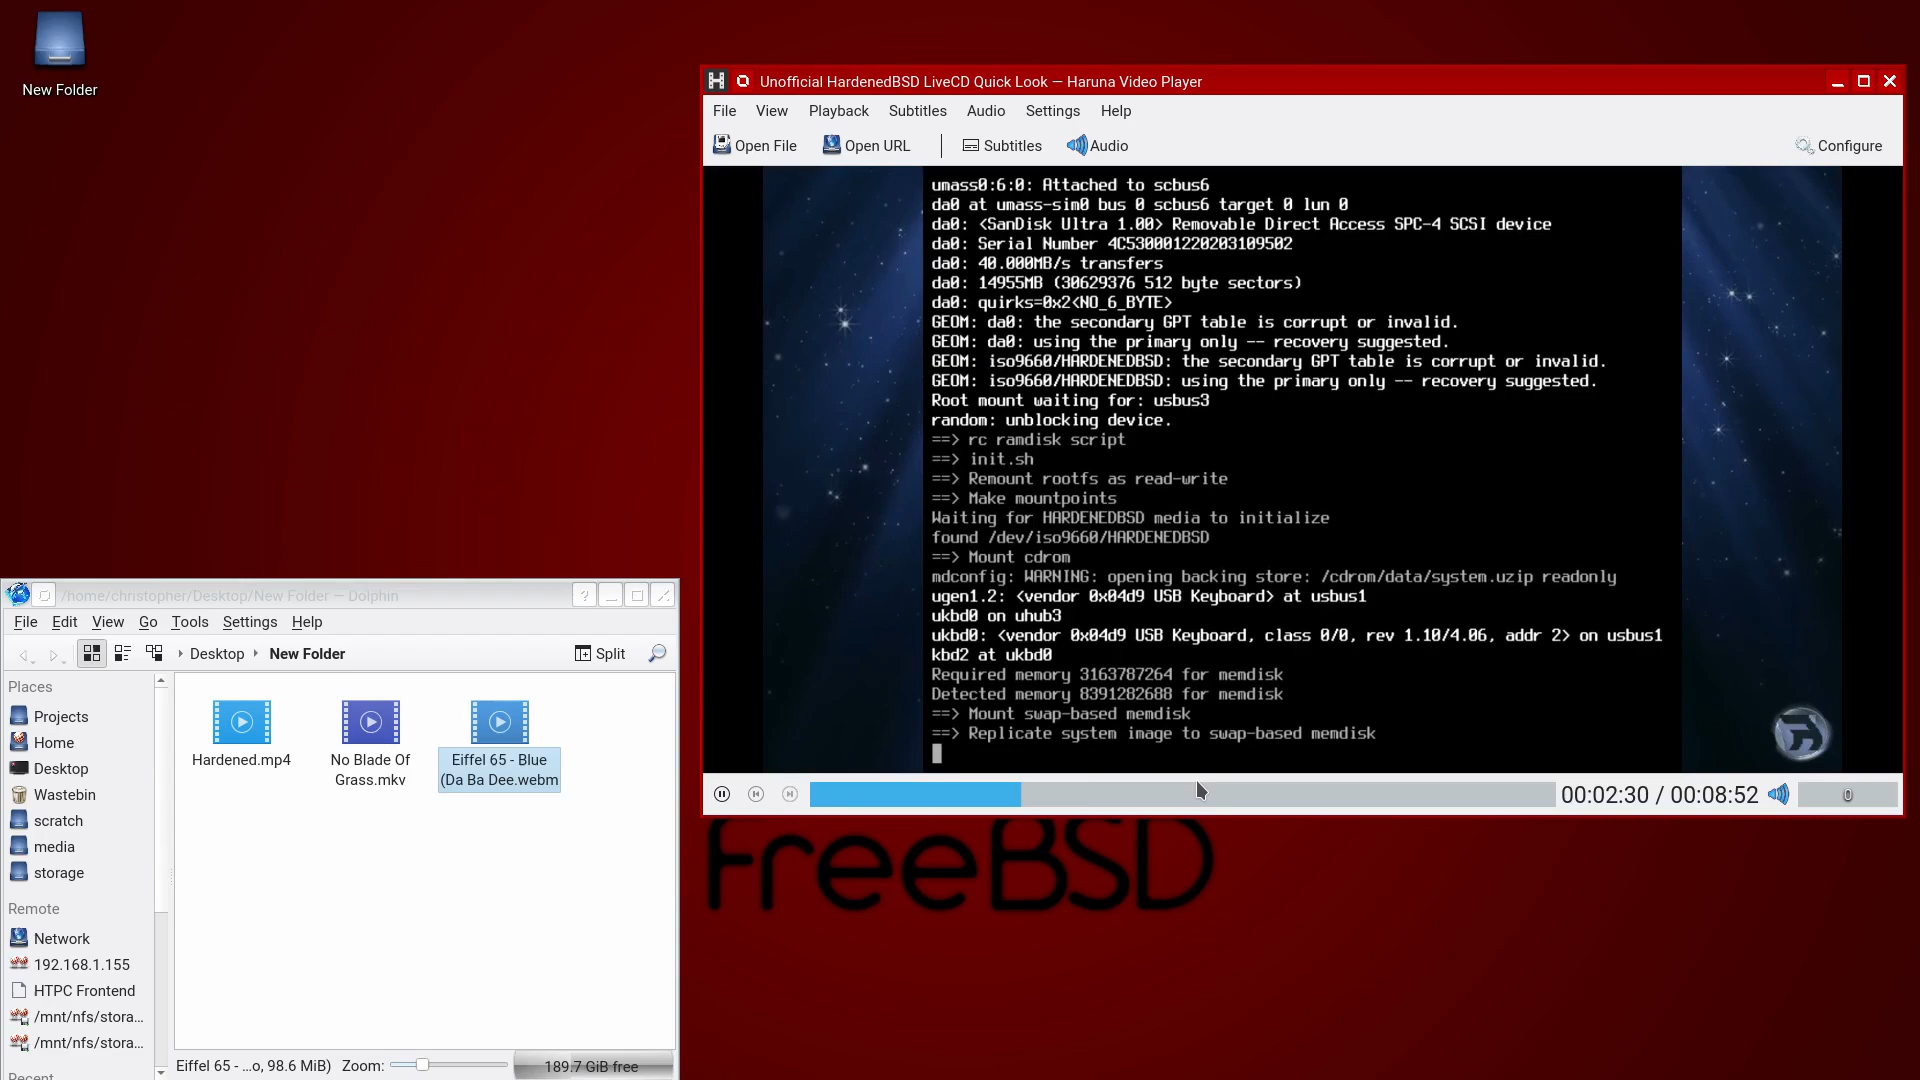 New Folder
Unofficial HardenedBSD LiveCD Quick Look — Haruna Video Player
File View Playback Subtitles Audio Settings Help
Open File Open URL Subtitles Audio Configure
umass0:6:0: Attached to scbus6
da0 at umass-sim0 bus 0 scbus6 target 0 lun 0
da0: <SanDisk Ultra 1.00> Removable Direct Access SPC-4 SCSI device
da0: Serial Number 4C530001220203109502
da0: 40.000MB/s transfers
da0: 14955MB (30629376 512 byte sectors)
da0: quirks=0x2<NO_6_BYTE>
GEOM: da0: the secondary GPT table is corrupt or invalid.
GEOM: da0: using the primary only -- recovery suggested.
GEOM: iso9660/HARDENEDBSD: the secondary GPT table is corrupt or invalid.
GEOM: iso9660/HARDENEDBSD: using the primary only -- recovery suggested.
Root mount waiting for: usbus3
random: unblocking device.
==> rc ramdisk script
==> init.sh
==> Remount rootfs as read-write
==> Make mountpoints
Waiting for HARDENEDBSD media to initialize
found /dev/iso9660/HARDENEDBSD
==> Mount cdrom
mdconfig: WARNING: opening backing store: /cdrom/data/system.uzip readonly
ugen1.2: <vendor 0x04d9 USB Keyboard> at usbus1
ukbd0 on uhub3
ukbd0: <vendor 0x04d9 USB Keyboard, class 0/0, rev 1.10/4.06, addr 2> on usbus1
kbd2 at ukbd0
Required memory 3163787264 for memdisk
Detected memory 8391282688 for memdisk
==> Mount swap-based memdisk
==> Replicate system image to swap-based memdisk
00:02:30 / 00:08:52 0
FreeBSD
/home/christopher/Desktop/New Folder — Dolphin
File Edit View Go Tools Settings Help
Desktop New Folder Split
Places
Projects
Home
Desktop
Wastebin
scratch
media
storage
Remote
Network
192.168.1.155
HTPC Frontend
/mnt/nfs/stora...
/mnt/nfs/stora...
Recent
Hardened.mp4
No Blade Of
Grass.mkv
Eiffel 65 - Blue
(Da Ba Dee.webm
Eiffel 65 - ...o, 98.6 MiB) Zoom: 189.7 GiB free